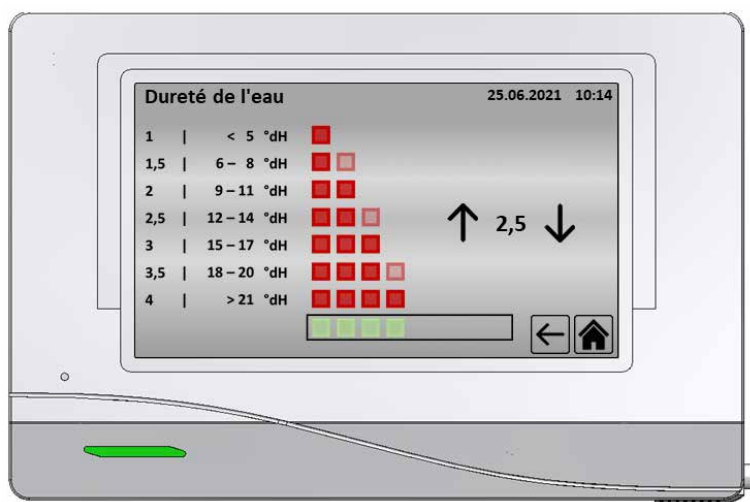 Dureté de l'eau 25.06.2021 10:14
1 | < 5 °dH
1,5 | 6 – 8 °dH
2 | 9 – 11 °dH
2,5 | 12 – 14 °dH
3 | 15 – 17 °dH
3,5 | 18 – 20 °dH
4 | > 21 °dH
2,5